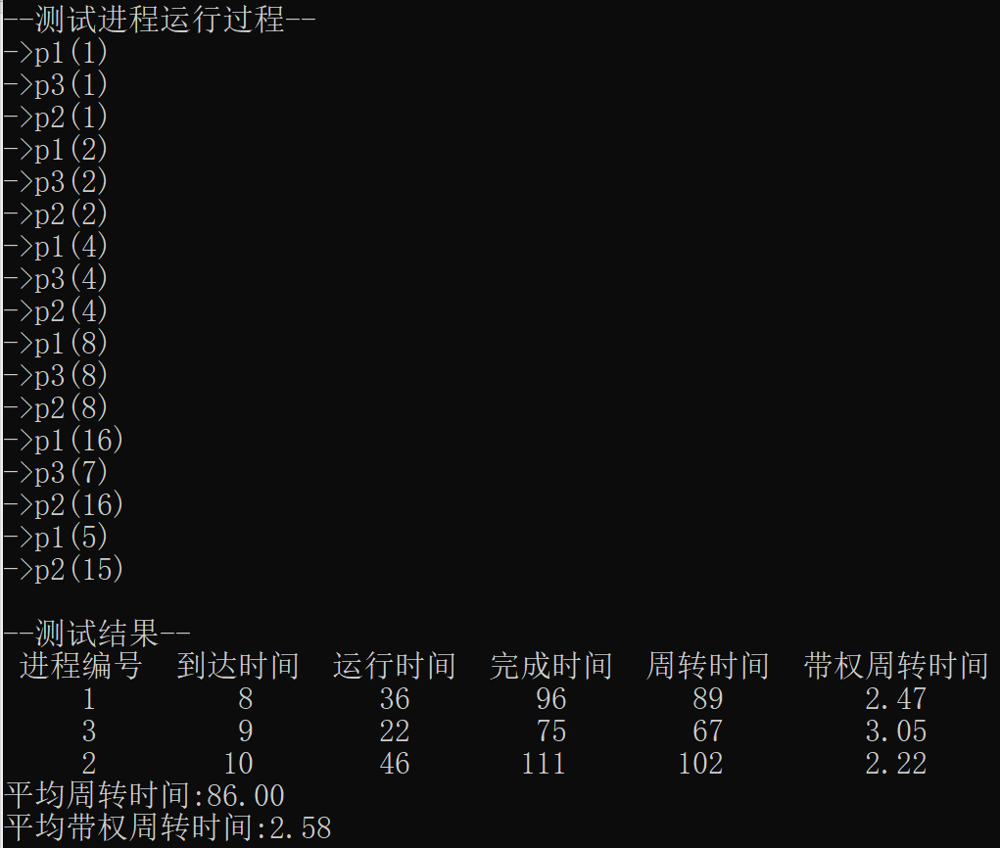 --测试进程运行过程--
->p1(1)
->p3(1)
->p2(1)
->p1(2)
->p3(2)
->p2(2)
->p1(4)
->p3(4)
->p2(4)
->p1(8)
->p3(8)
->p2(8)
->p1(16)
->p3(7)
->p2(16)
->p1(5)
->p2(15)
--测试结果--
进程编号 到达时间 运行时间 完成时间 周转时间 带权周转时间
1 8 36 96 89 2.47
3 9 22 75 67 3.05
2 10 46 111 102 2.22
平均周转时间:86.00
平均带权周转时间:2.58